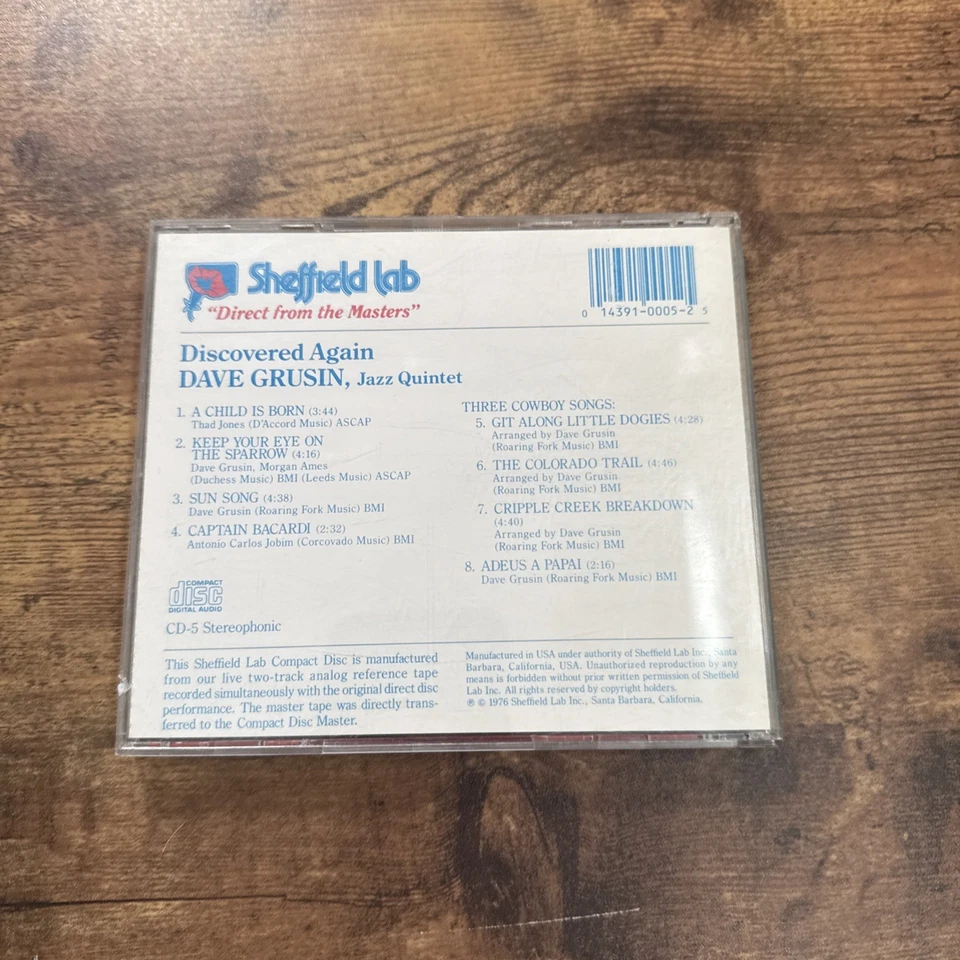 Sheffield Lab
"Direct from the Masters"
0 14391-0005-2 5
Discovered Again
DAVE GRUSIN, Jazz Quintet
1. A CHILD IS BORN (3:44)
Thad Jones (D'Accord Music) ASCAP
2. KEEP YOUR EYE ON
THE SPARROW (4:16)
Dave Grusin, Morgan Ames
(Duchess Music) BMI (Leeds Music) ASCAP
3. SUN SONG (4:38)
Dave Grusin (Roaring Fork Music) BMI
4. CAPTAIN BACARDI (2:32)
Antonio Carlos Jobim (Corcovado Music) BMI
THREE COWBOY SONGS:
5. GIT ALONG LITTLE DOGIES (4:28)
Arranged by Dave Grusin
(Roaring Fork Music) BMI
6. THE COLORADO TRAIL (4:46)
Arranged by Dave Grusin
(Roaring Fork Music) BMI
7. CRIPPLE CREEK BREAKDOWN
(4:40)
Arranged by Dave Grusin
(Roaring Fork Music) BMI
8. ADEUS A PAPAI (2:16)
Dave Grusin (Roaring Fork Music) BMI
COMPACT
disc
DIGITAL AUDIO
CD-5 Stereophonic
This Sheffield Lab Compact Disc is manufactured
from our live two-track analog reference tape
recorded simultaneously with the original direct disc
performance. The master tape was directly trans-
ferred to the Compact Disc Master.
Manufactured in USA under authority of Sheffield Lab Inc., Santa
Barbara, California, USA. Unauthorized reproduction by any
means is forbidden without prior written permission of Sheffield
Lab Inc. All rights reserved by copyright holders.
℗ © 1976 Sheffield Lab Inc., Santa Barbara, California.